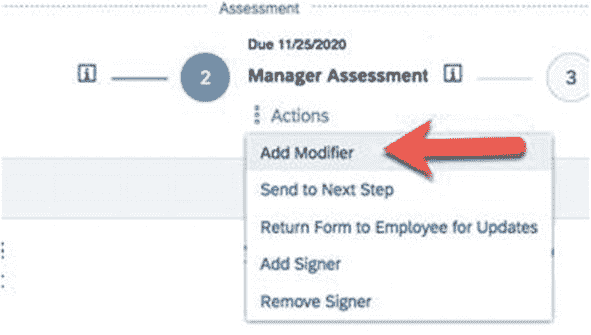 Assessment
Due 11/25/2020
2 Manager Assessment 3
Actions
Add Modifier
Send to Next Step
Return Form to Employee for Updates
Add Signer
Remove Signer